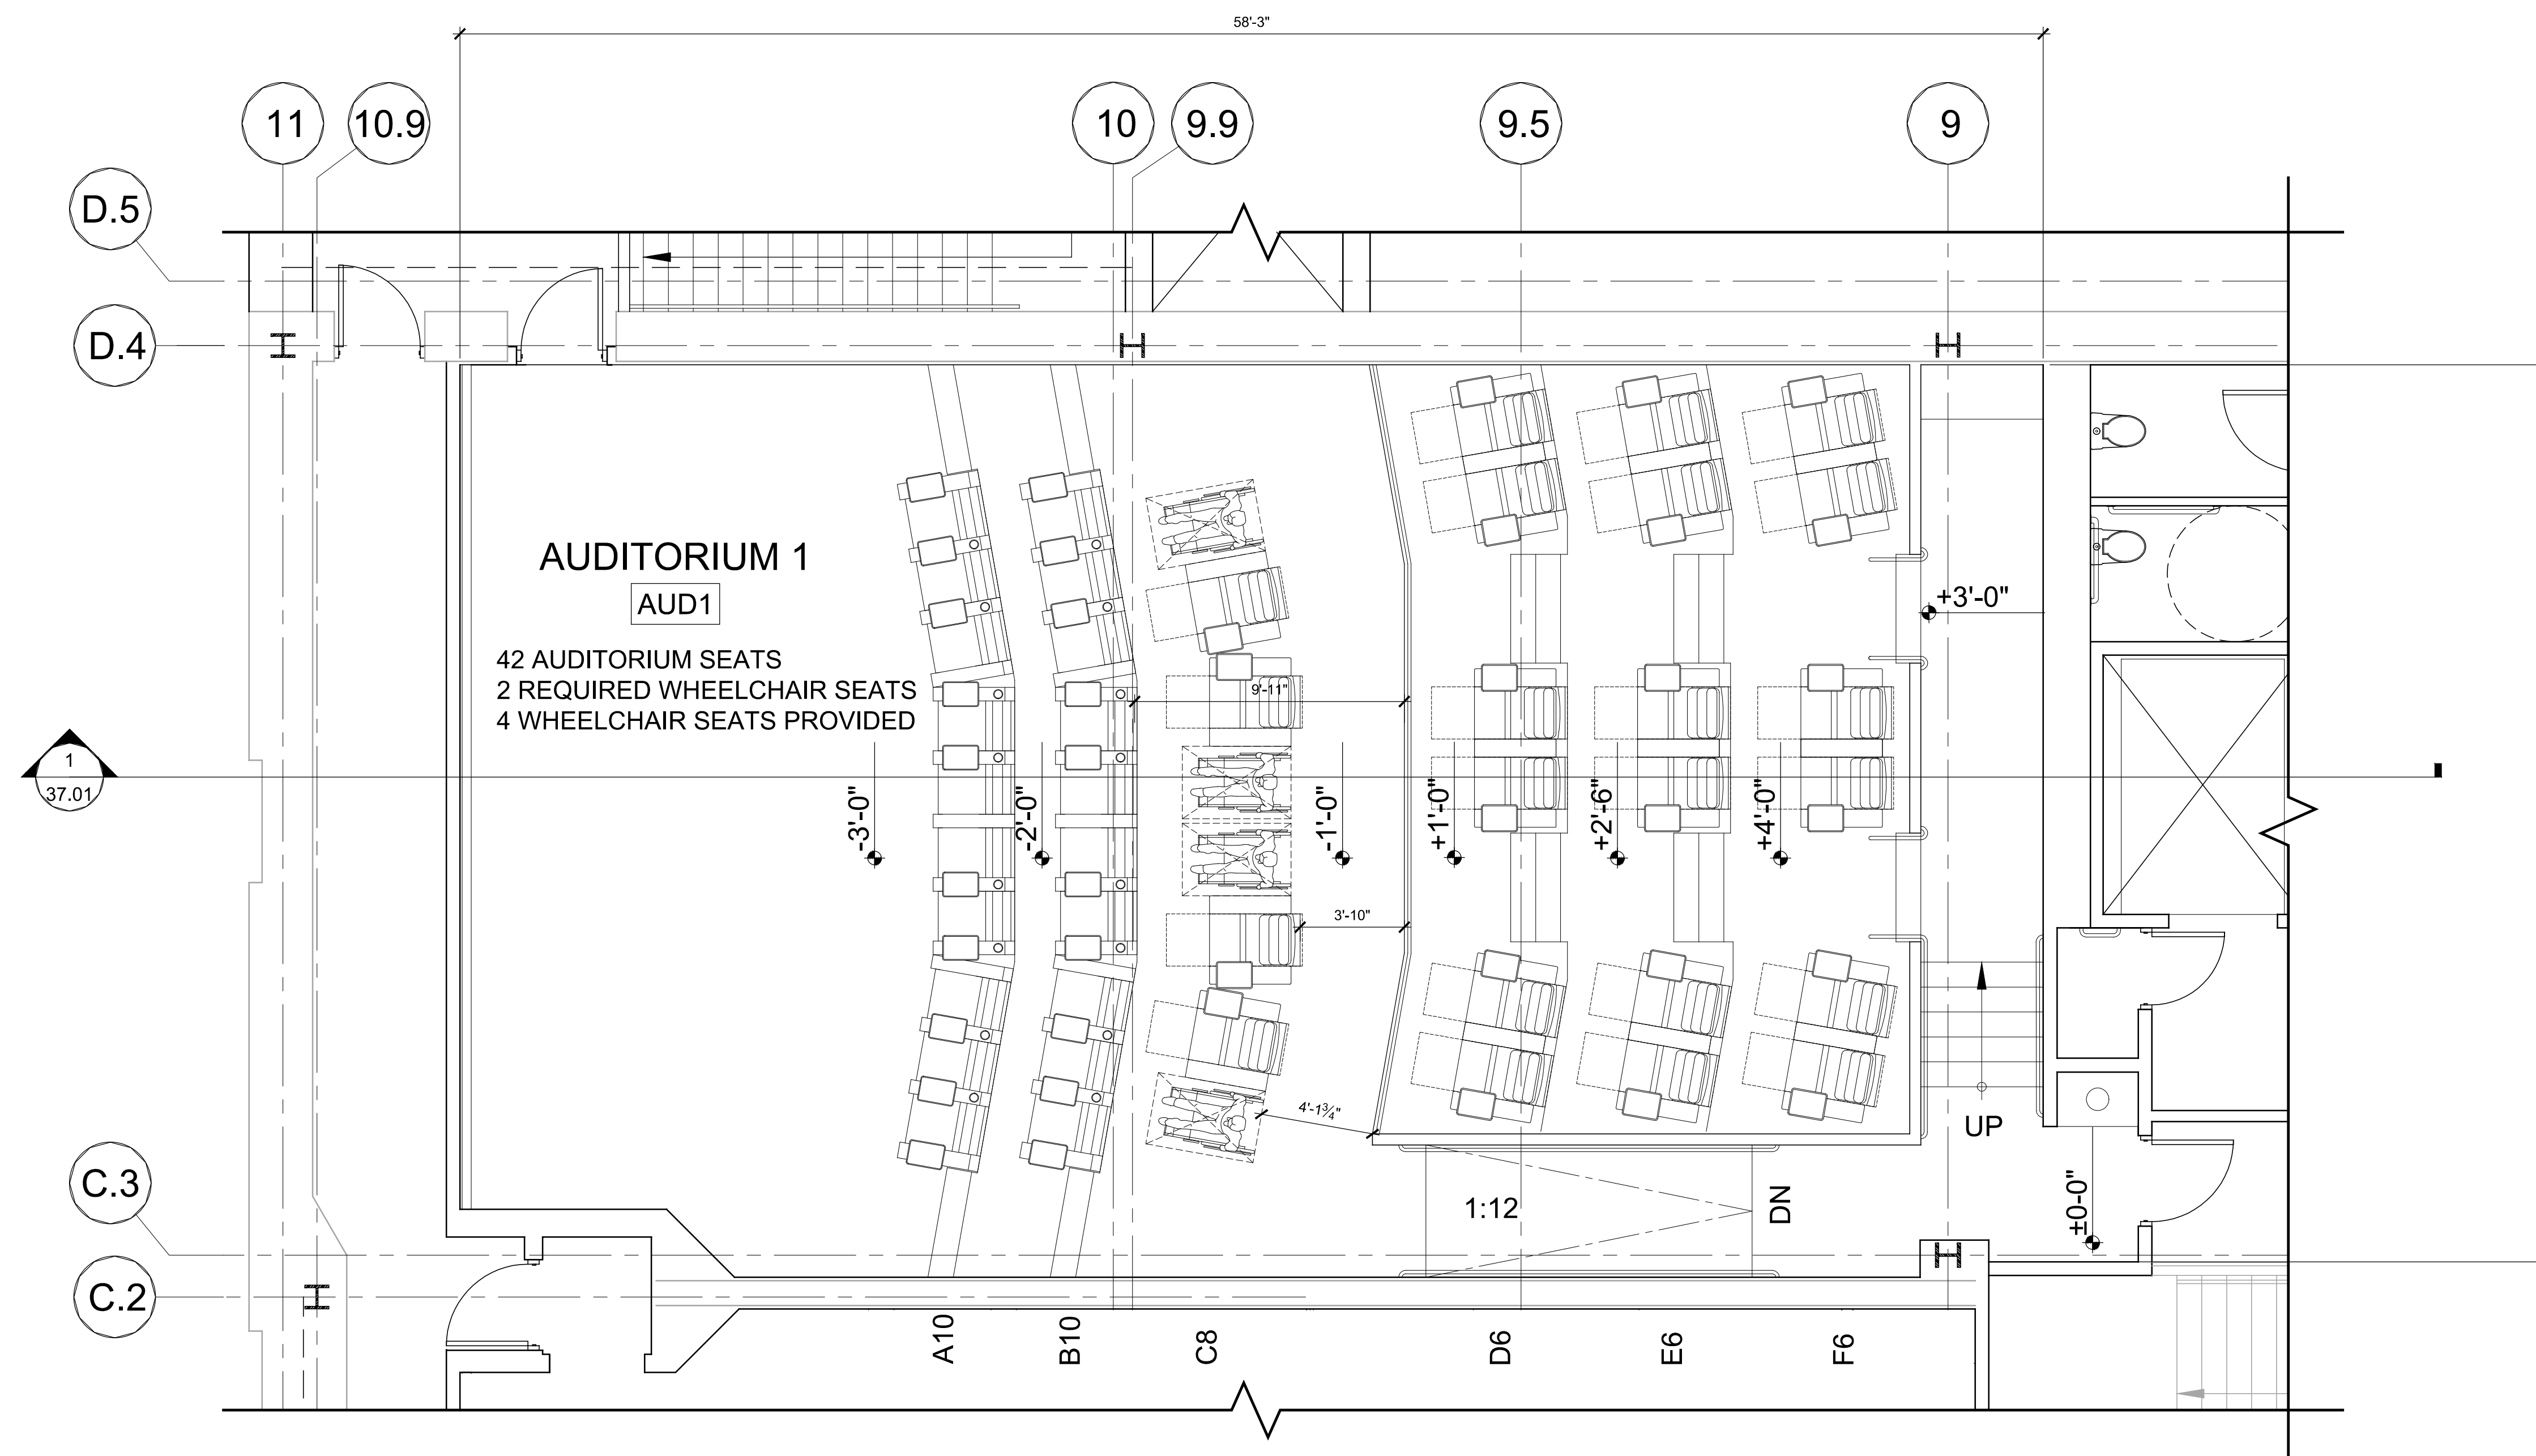 58'-3"
11
10.9
10
9.9
9.5
9
D.5
D.4
AUDITORIUM 1
AUD1
42 AUDITORIUM SEATS
2 REQUIRED WHEELCHAIR SEATS
4 WHEELCHAIR SEATS PROVIDED
+3'-0"
9'-11"
1
37.01
-3'-0"
-2'-0"
-1'-0"
+1'-0"
+2'-6"
+4'-0"
3'-10"
4'-1¾"
UP
C.3
1:12
DN
±0-0"
C.2
A10
B10
C8
D6
E6
F6